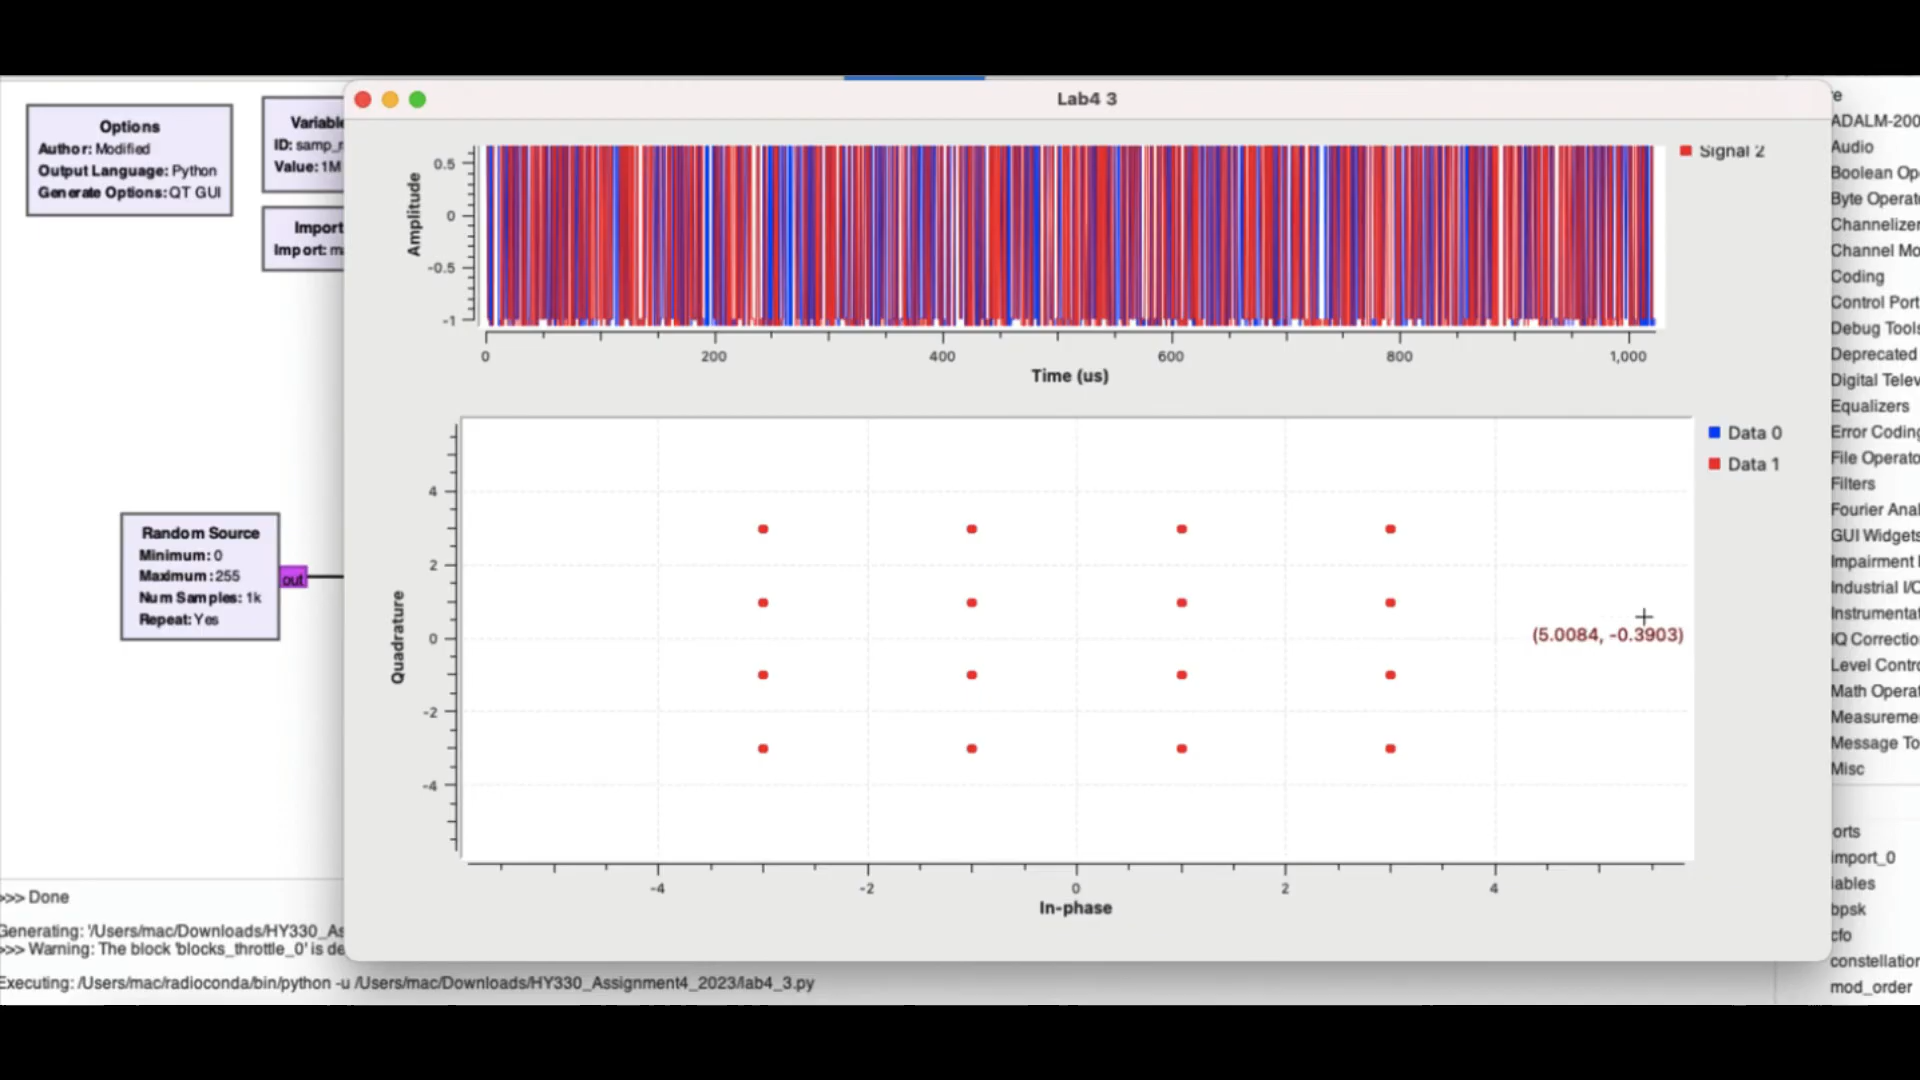 Lab4 3
Options
Author: Modified
Output Language: Python
Generate Options: QT GUI
Variable
ID: samp_r
Value: 1M
Import
Import: ma
Random Source
Minimum: 0
Maximum: 255
Num Samples: 1k
Repeat: Yes
out
Amplitude
0.5
0
-0.5
-1
0
200
400
600
800
1,000
Time (us)
Signal 2
Quadrature
4
2
0
-2
-4
-4
-2
0
2
4
In-phase
Data 0
Data 1
(5.0084, -0.3903)
re
ADALM-200
Audio
Boolean Op
Byte Operato
Channelizer
Channel Mo
Coding
Control Port
Debug Tools
Deprecated
Digital Telev
Equalizers
Error Coding
File Operato
Filters
Fourier Anal
GUI Widgets
Impairment
Industrial I/O
Instrumentat
IQ Correctio
Level Contro
Math Operat
Measureme
Message To
Misc
orts
import_0
iables
bpsk
cfo
constellation
mod_order
>>> Done
Generating: '/Users/mac/Downloads/HY330_As
>>> Warning: The block 'blocks_throttle_0' is de
Executing: /Users/mac/radioconda/bin/python -u /Users/mac/Downloads/HY330_Assignment4_2023/lab4_3.py